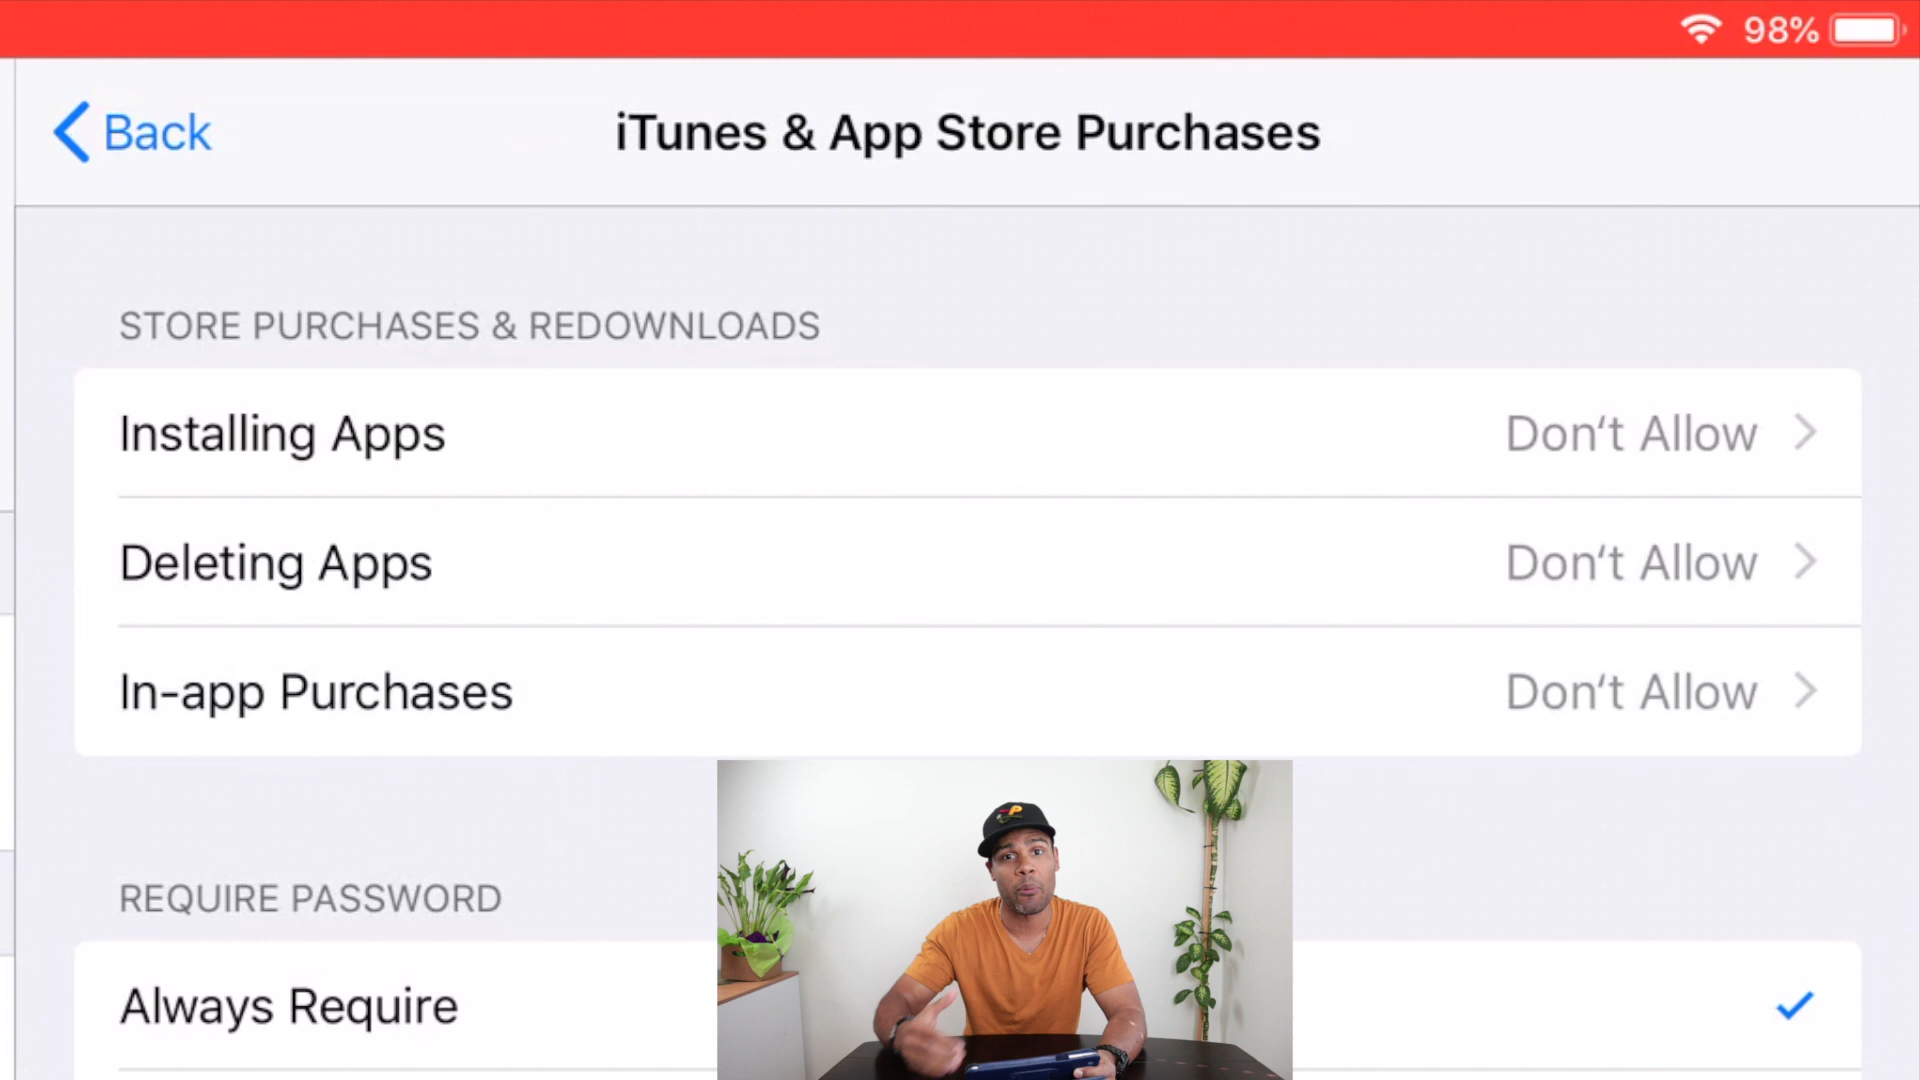 98%
Back
iTunes & App Store Purchases
STORE PURCHASES & REDOWNLOADS
Installing Apps Don‘t Allow
Deleting Apps Don‘t Allow
In-app Purchases Don‘t Allow
REQUIRE PASSWORD
Always Require